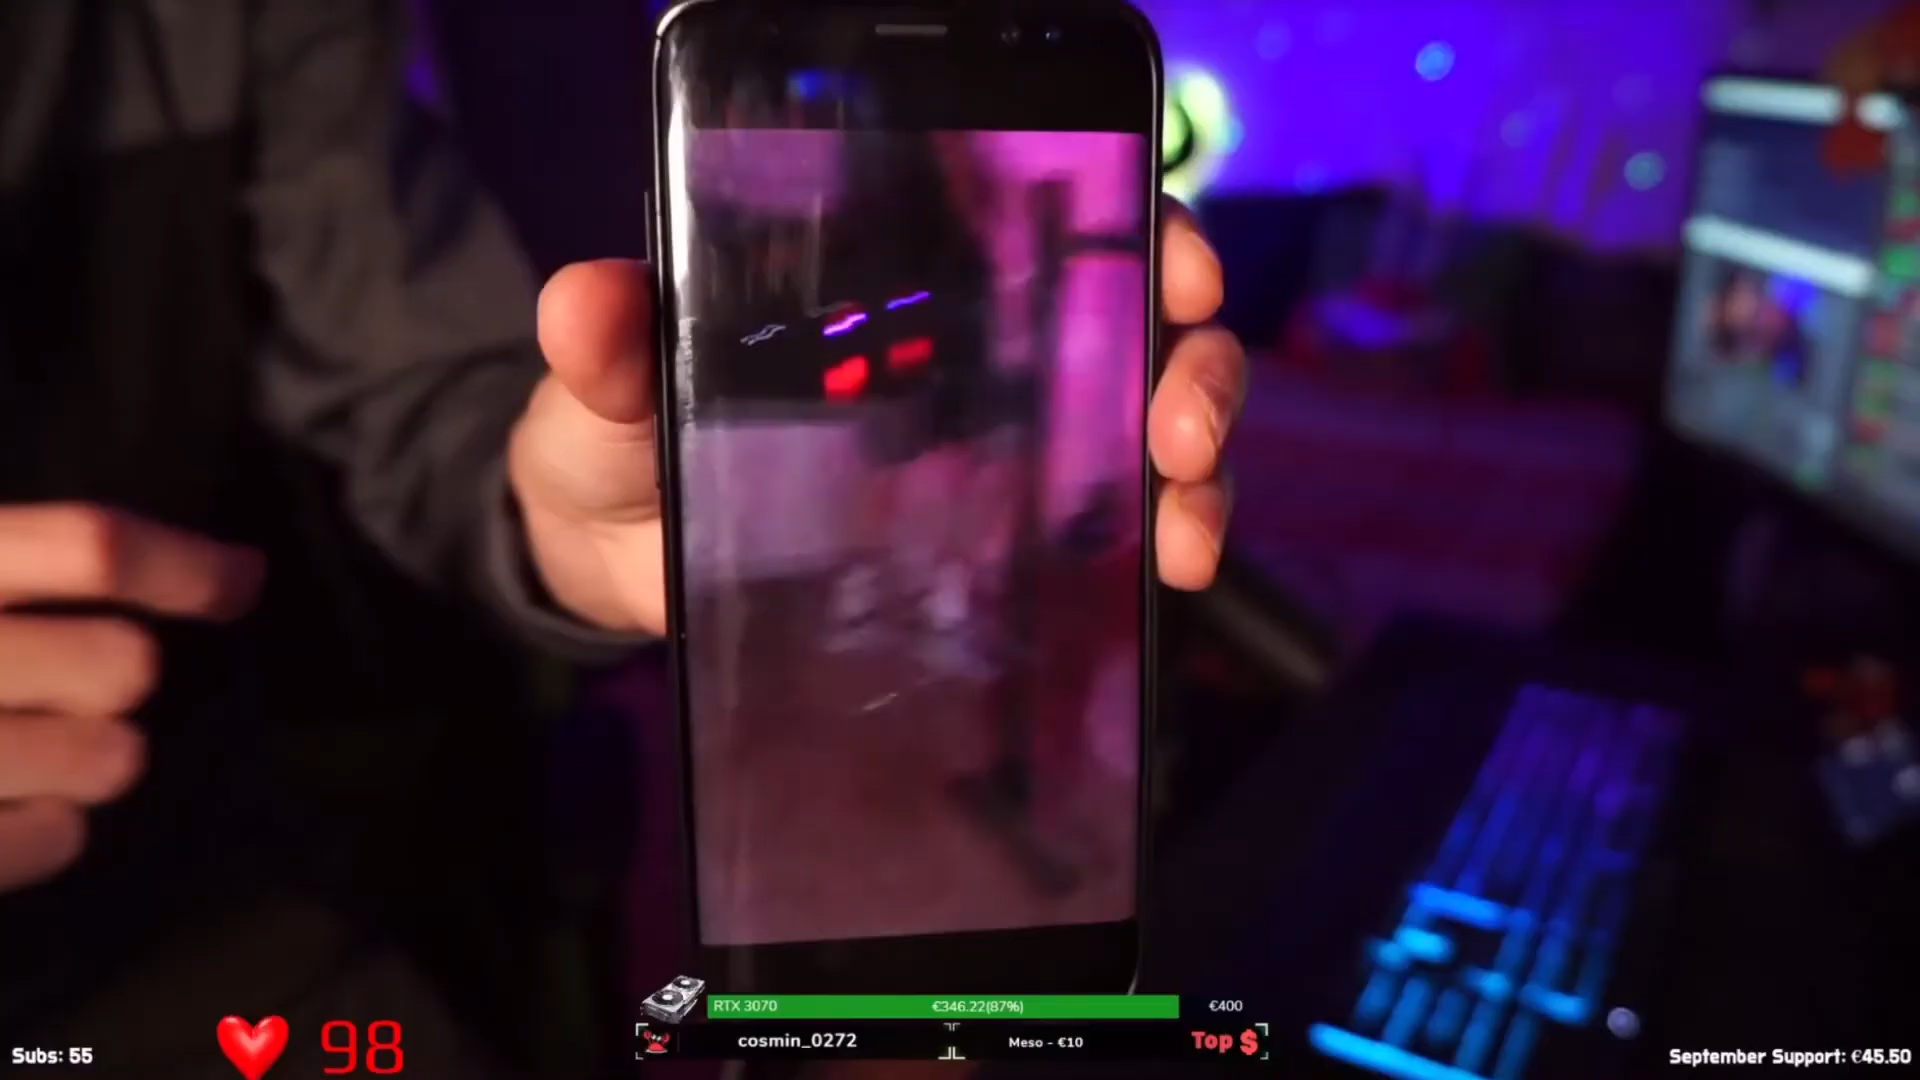 RTX 3070 €346.22(87%) €400
cosmin_0272 Meso - €10 Top $
Subs: 55 98 September Support: €45.50